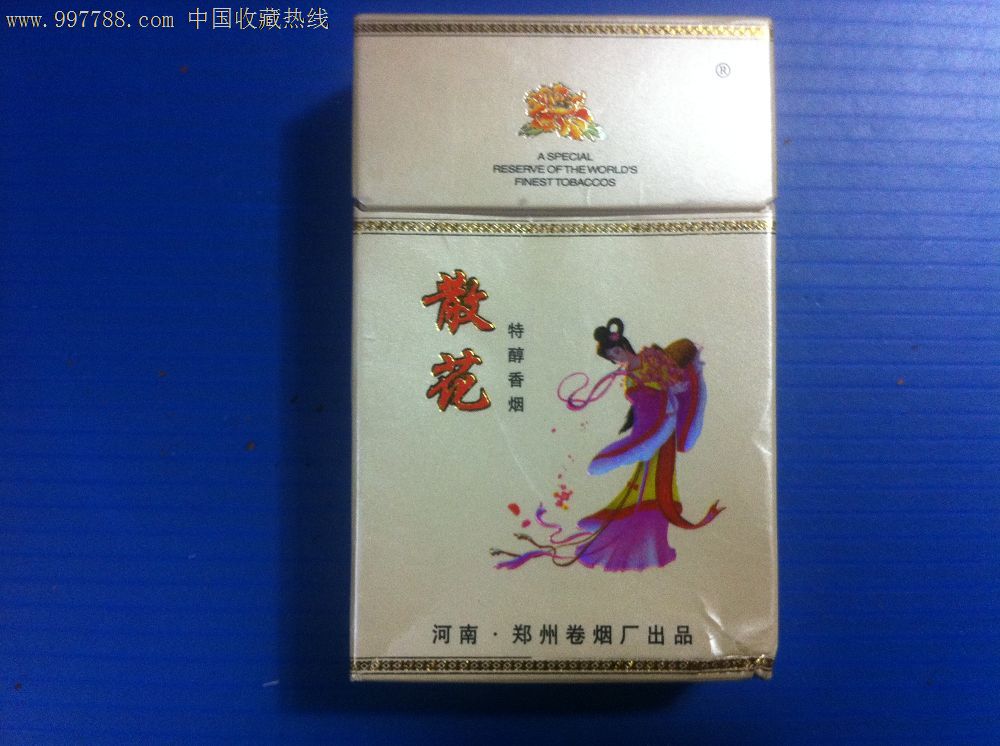 www.997788.com 中国收藏热线
®
A SPECIAL
RESERVE OF THE WORLD'S
FINEST TOBACCOS
散花
特醇香烟
河南·郑州卷烟厂出品